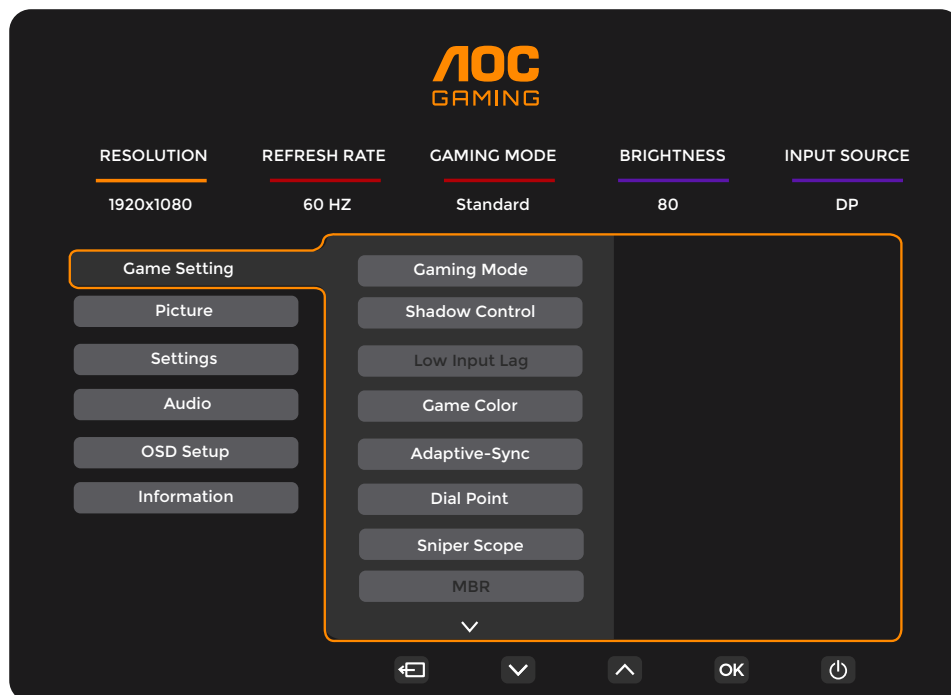 AOC
GAMING
RESOLUTION REFRESH RATE GAMING MODE BRIGHTNESS INPUT SOURCE
1920x1080 60 HZ Standard 80 DP
Game Setting
Picture
Settings
Audio
OSD Setup
Information
Gaming Mode
Shadow Control
Low Input Lag
Game Color
Adaptive-Sync
Dial Point
Sniper Scope
MBR
OK